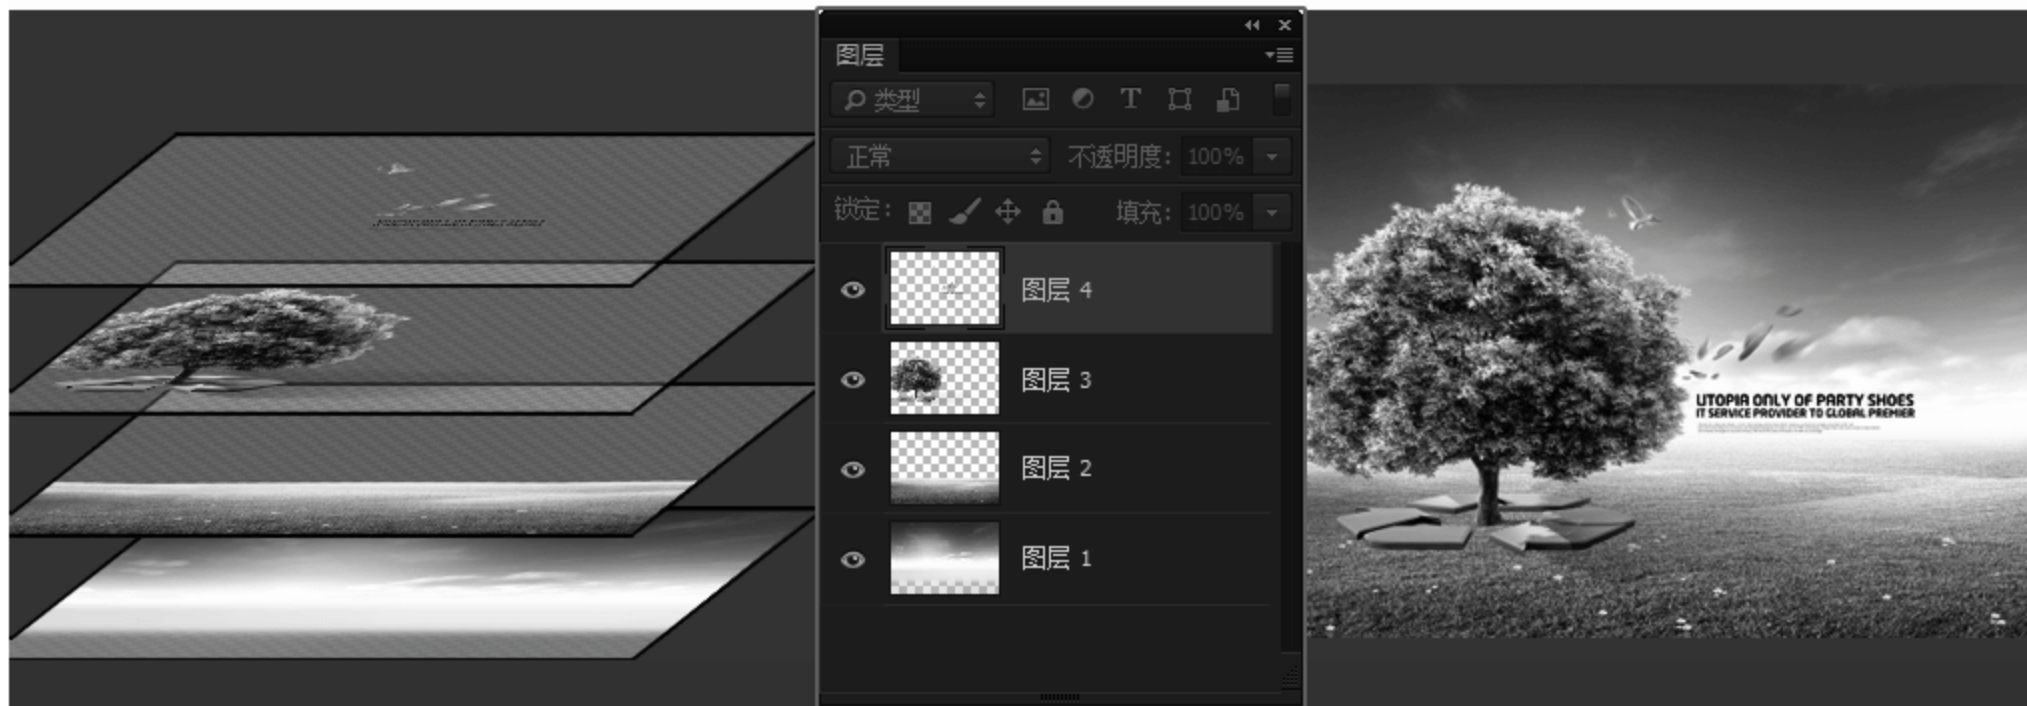 图层
类型
正常 不透明度: 100%
锁定: 填充: 100%
图层 4
图层 3
图层 2
图层 1
UTOPIA ONLY OF PARTY SHOES
IT SERVICE PROVIDER TO GLOBAL PREMIER